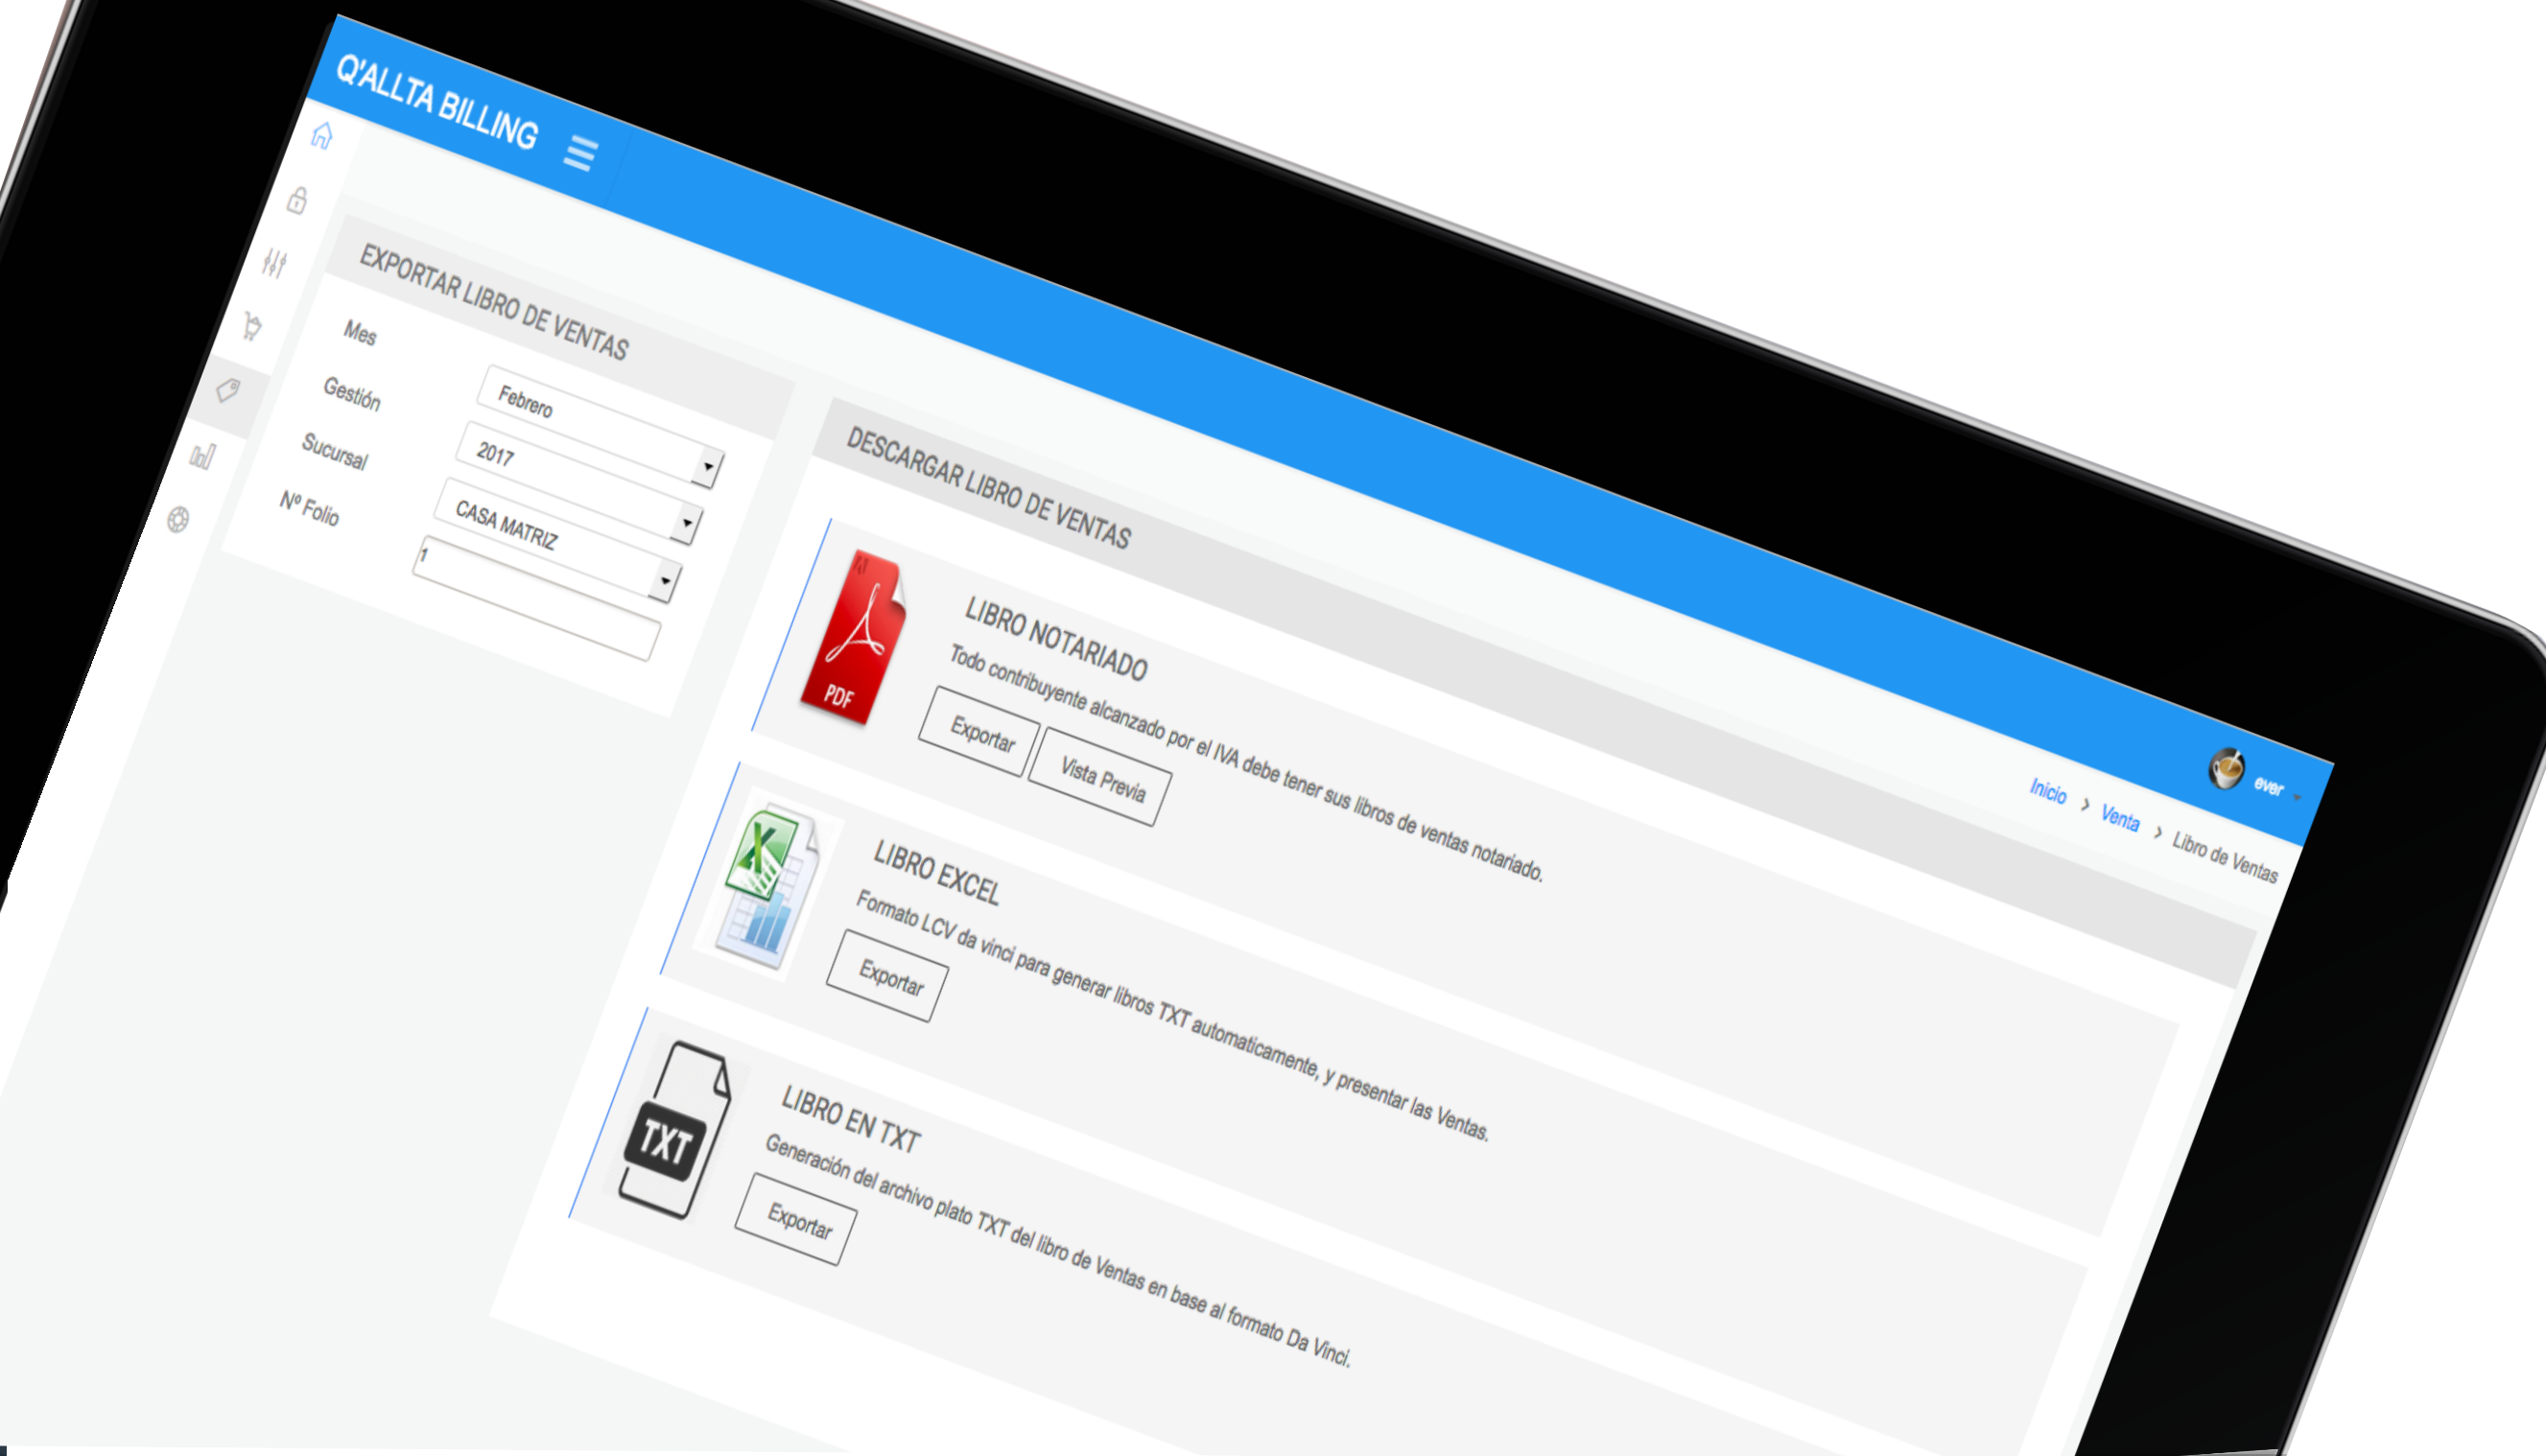 Q'ALLTA BILLING
ever
Inicio > Venta > Libro de Ventas
EXPORTAR LIBRO DE VENTAS
Mes
Febrero
Gestión
2017
Sucursal
CASA MATRIZ
Nº Folio
1
DESCARGAR LIBRO DE VENTAS
PDF
LIBRO NOTARIADO
Todo contribuyente alcanzado por el IVA debe tener sus libros de ventas notariado.
Exportar
Vista Previa
X
LIBRO EXCEL
Formato LCV da vinci para generar libros TXT automaticamente, y presentar las Ventas.
Exportar
TXT
LIBRO EN TXT
Generación del archivo plato TXT del libro de Ventas en base al formato Da Vinci.
Exportar